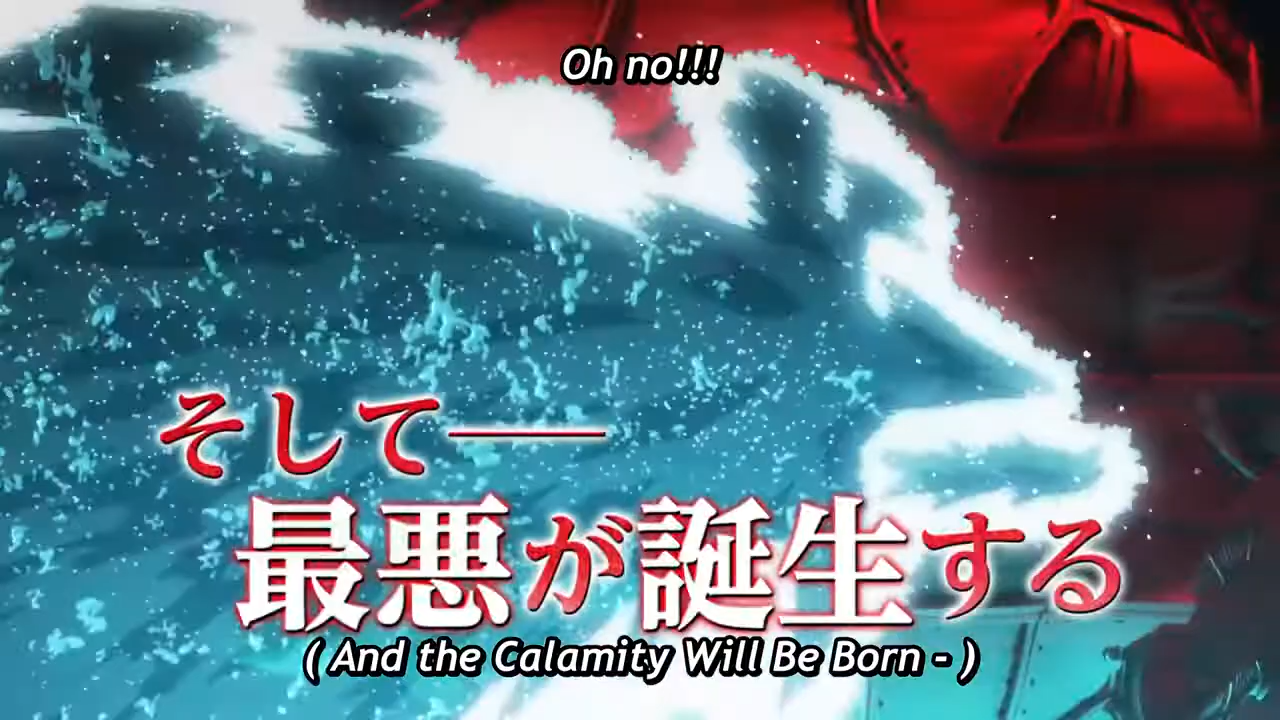 Oh no!!!
そして――
最悪が誕生する
( And the Calamity Will Be Born - )